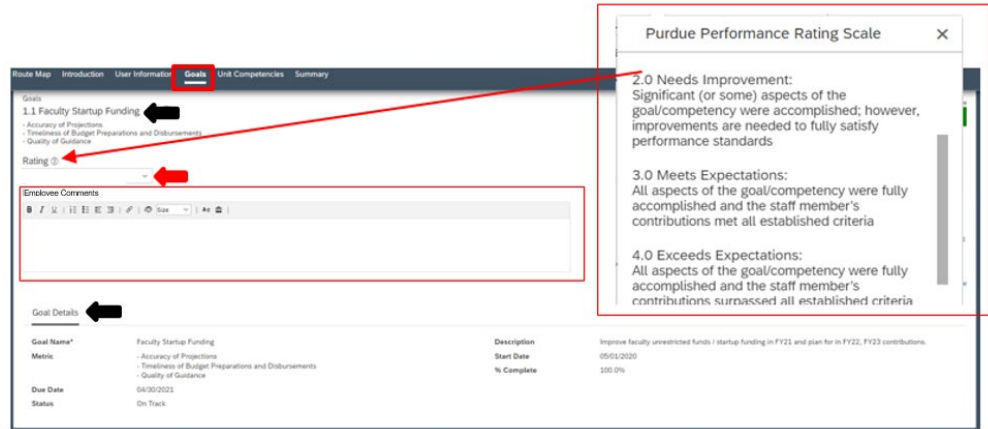 Purdue Performance Rating Scale
2.0 Needs Improvement:
Significant (or some) aspects of the
goal/competency were accomplished; however,
improvements are needed to fully satisfy
performance standards
3.0 Meets Expectations:
All aspects of the goal/competency were fully
accomplished and the staff member's
contributions met all established criteria
4.0 Exceeds Expectations:
All aspects of the goal/competency were fully
accomplished and the staff member's
contributions surpassed all established criteria
Route Map Introduction User Information Goals Unit Competencies Summary
Goals
1.1 Faculty Startup Funding
- Accuracy of Projections
- Timeliness of Budget Preparations and Disbursements
- Quality of Guidance
Rating
Employee Comments
B I U Size
Goal Details
Goal Name* Faculty Startup Funding
Metric - Accuracy of Projections
- Timeliness of Budget Preparations and Disbursements
- Quality of Guidance
Due Date 04/30/2021
Status On Track
Description Improve faculty unrestricted funds / startup funding in FY21 and plan for in FY22, FY23 contributions.
Start Date 05/01/2020
% Complete 100.0%